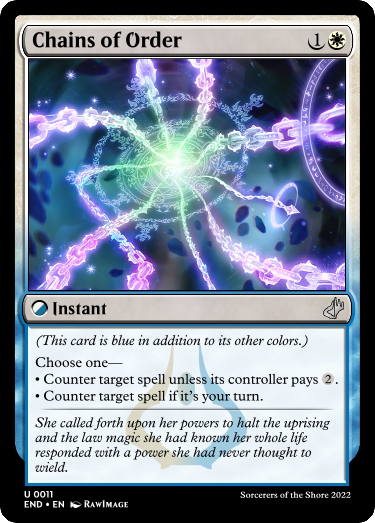 Chains of Order 1
Instant
(This card is blue in addition to its other colors.)
Choose one—
• Counter target spell unless its controller pays 2.
• Counter target spell if it's your turn.
She called forth upon her powers to halt the uprising
and the law magic she had known her whole life
responded with a power she had never thought to
wield.
U 0011
END • EN RawImage
Sorcerers of the Shore 2022